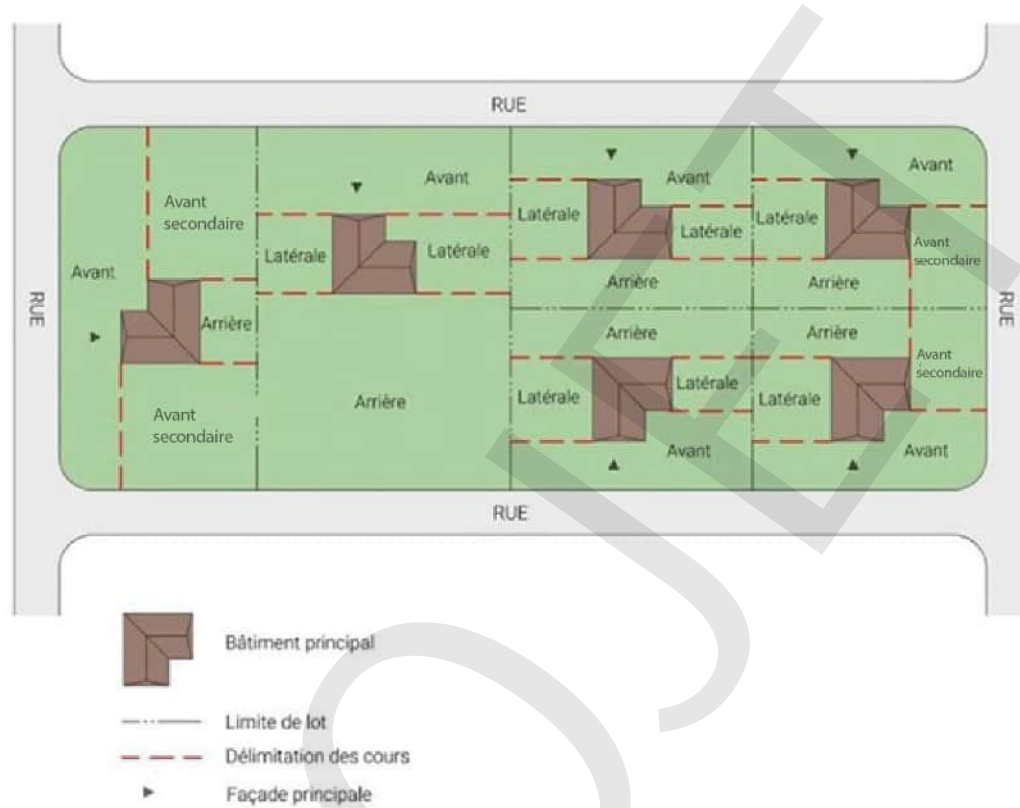 RUE
Avant
Avant
Avant
Avant
Avant
secondaire
Latérale
Latérale
Latérale
Latérale
Latérale
Avant
secondaire
Avant
Arrière
Arrière
RUE
RUE
Arrière
Arrière
Arrière
Avant
secondaire
Latérale
Latérale
Latérale
Arrière
Avant
secondaire
Avant
Avant
RUE
Bâtiment principal
Limite de lot
Délimitation des cours
Façade principale
PROJET